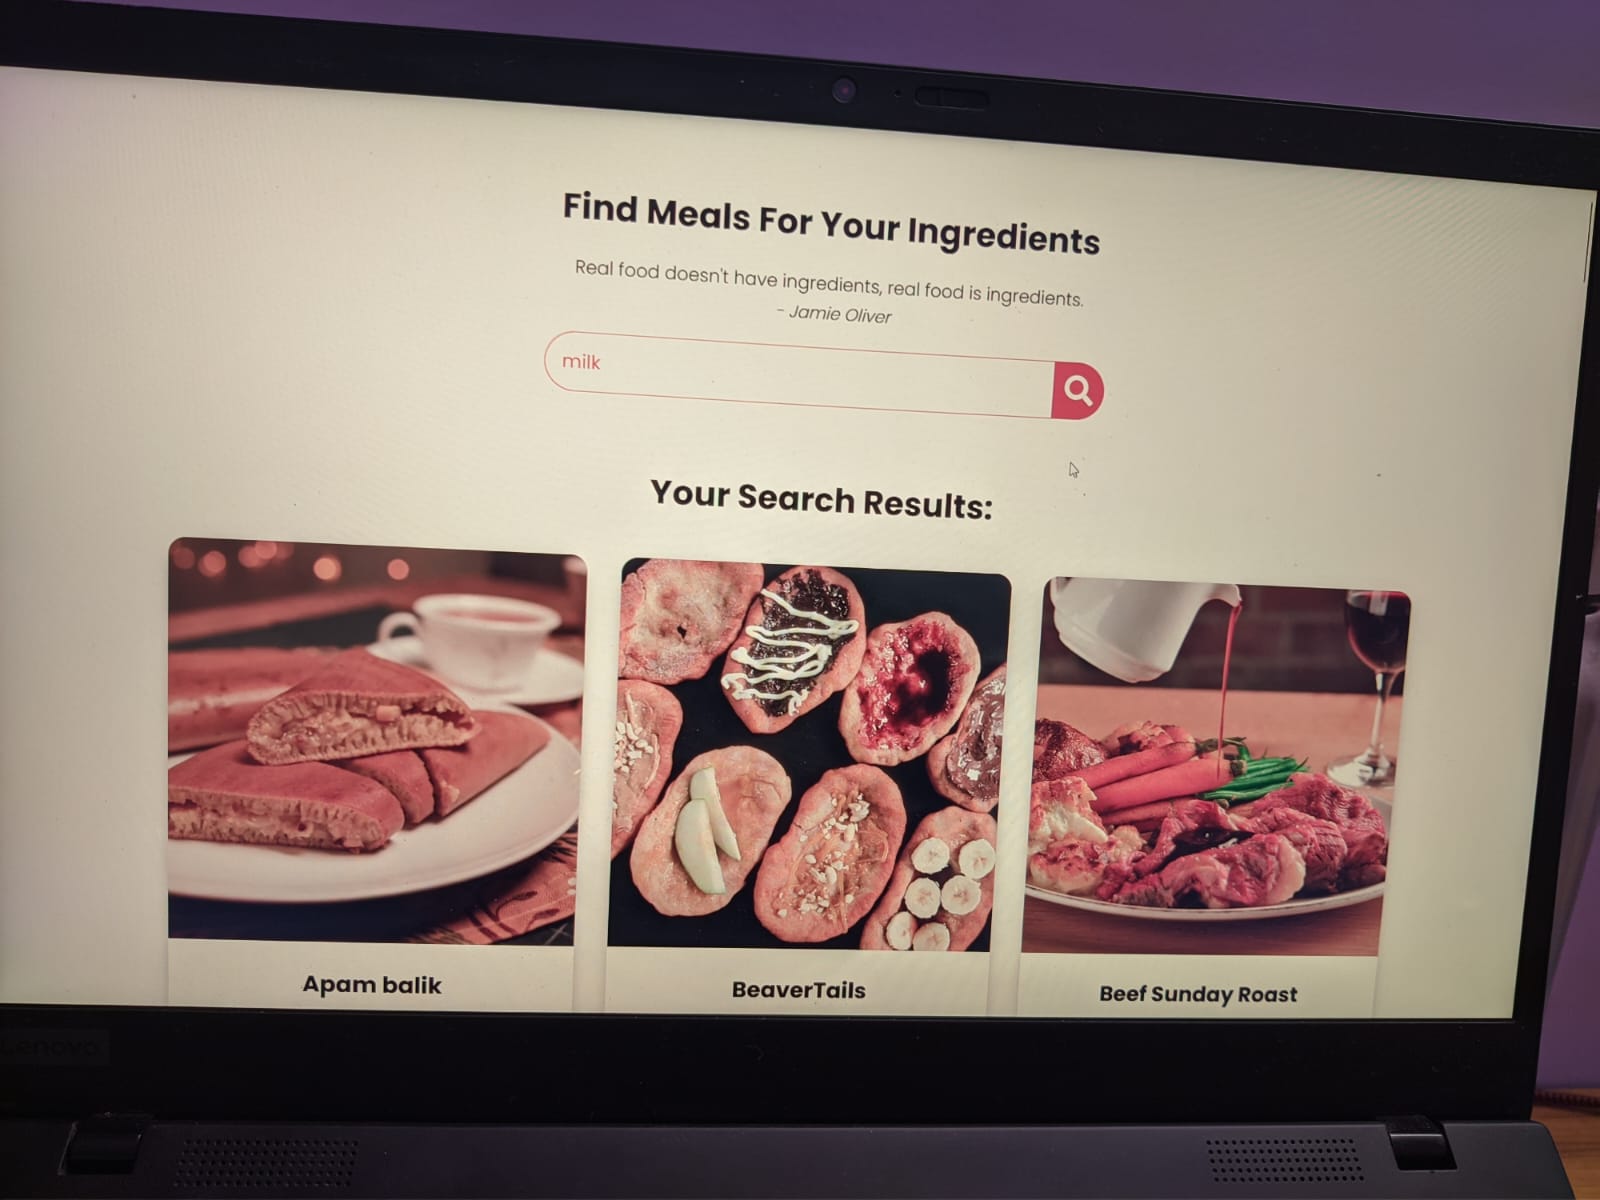 Find Meals For Your Ingredients
Real food doesn't have ingredients, real food is ingredients.
- Jamie Oliver
milk
Your Search Results:
Apam balik
BeaverTails
Beef Sunday Roast
Lenovo